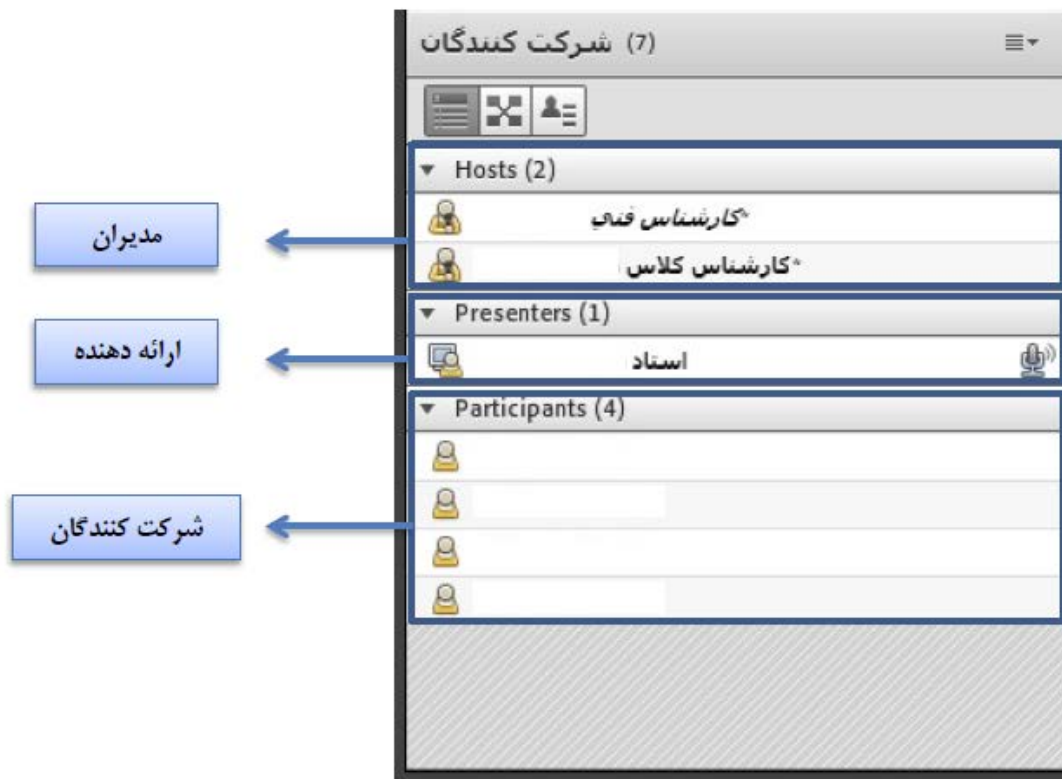 شرکت کنندگان (7)
Hosts (2)
*کارشناس فنی
مدیران
*کارشناس کلاس
Presenters (1)
ارائه دهنده
استاد
Participants (4)
شرکت کنندگان